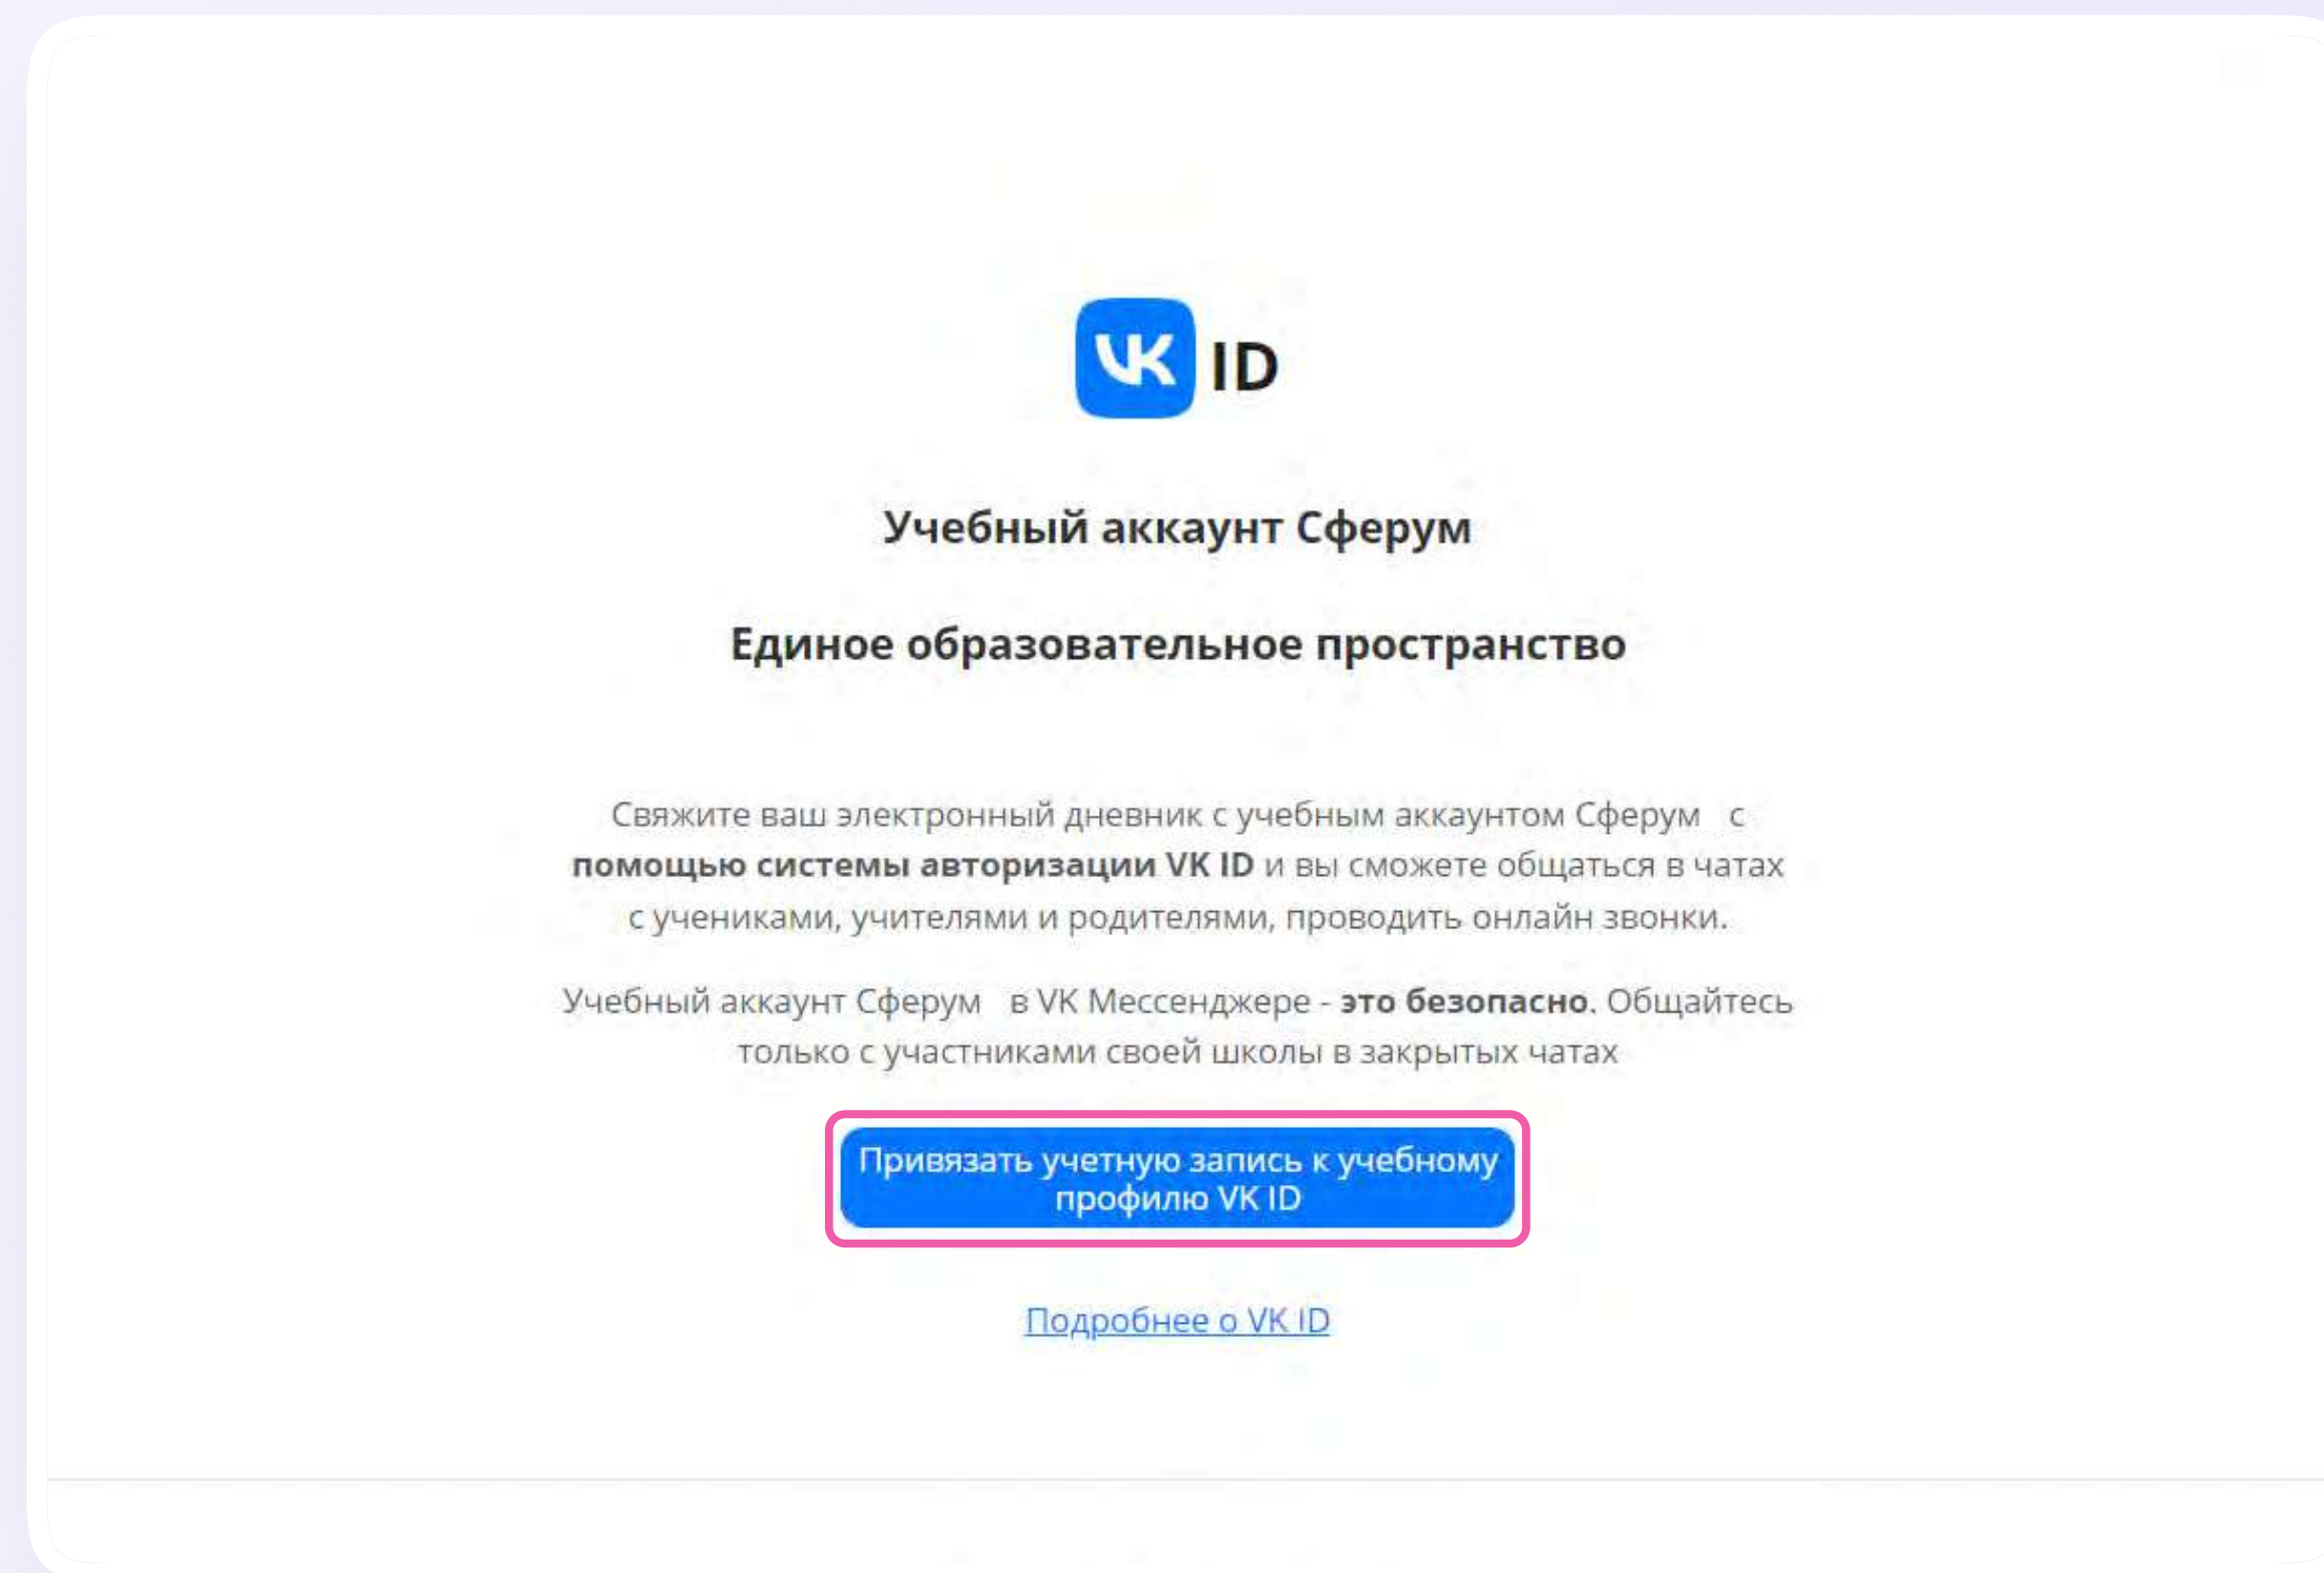 VK ID
Учебный аккаунт Сферум
Единое образовательное пространство
Свяжите ваш электронный дневник с учебным аккаунтом Сферум с
помощью системы авторизации VK ID и вы сможете общаться в чатах
с учениками, учителями и родителями, проводить онлайн звонки.
Учебный аккаунт Сферум в VK Мессенджере - это безопасно. Общайтесь
только с участниками своей школы в закрытых чатах
Привязать учетную запись к учебному
профилю VK ID
Подробнее о VK ID